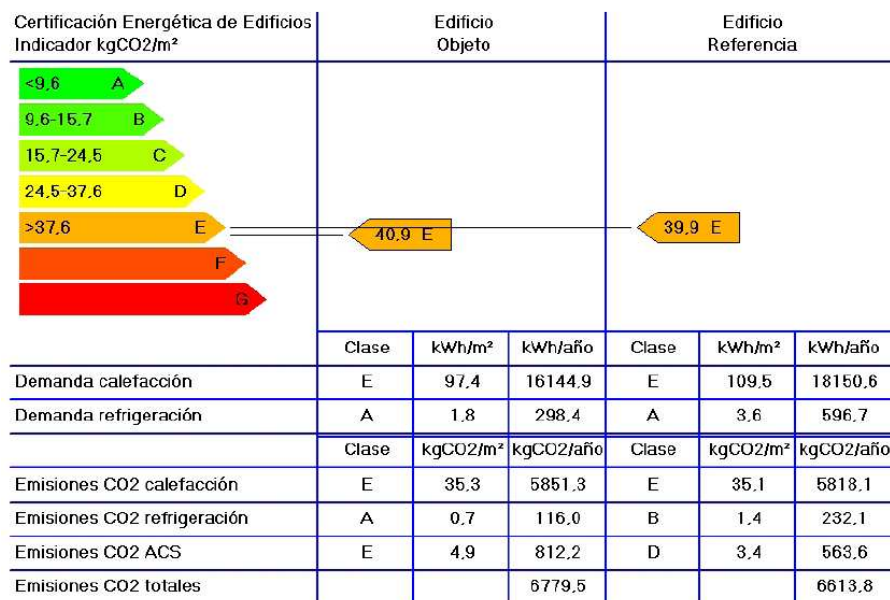 Certificación Energética de Edificios
Indicador kgCO2/m²
Edificio
Objeto
Edificio
Referencia
<9,6 A
9,6-15,7 B
15,7-24,5 C
24,5-37,6 D
>37,6 E
F
G
40,9 E
39,9 E
Clase kWh/m² kWh/año Clase kWh/m² kWh/año
Demanda calefacción E 97,4 16144,9 E 109,5 18150,6
Demanda refrigeración A 1,8 298,4 A 3,6 596,7
Clase kgCO2/m² kgCO2/año Clase kgCO2/m² kgCO2/año
Emisiones CO2 calefacción E 35,3 5851,3 E 35,1 5818,1
Emisiones CO2 refrigeración A 0,7 116,0 B 1,4 232,1
Emisiones CO2 ACS E 4,9 812,2 D 3,4 563,6
Emisiones CO2 totales 6779,5 6613,8